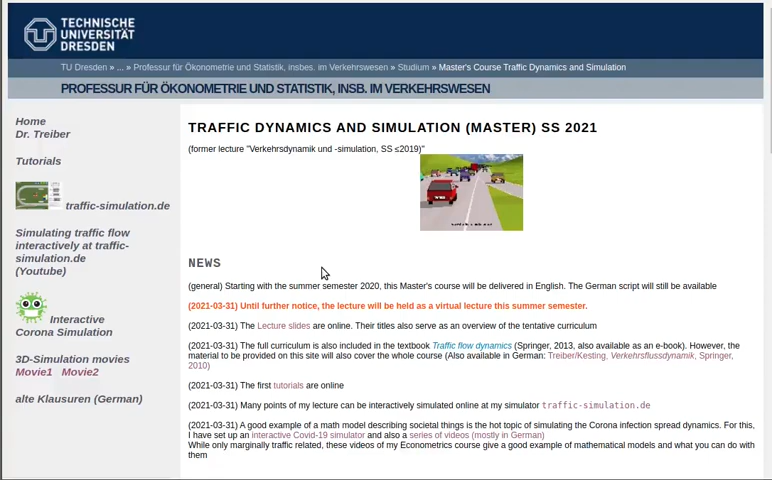 TECHNISCHE
UNIVERSITÄT
DRESDEN
TU Dresden » ... » Professur für Ökonometrie und Statistik, insbes. im Verkehrswesen » Studium » Master's Course Traffic Dynamics and Simulation
PROFESSUR FÜR ÖKONOMETRIE UND STATISTIK, INSB. IM VERKEHRSWESEN
Home
Dr. Treiber
Tutorials
traffic-simulation.de
Simulating traffic flow
interactively at traffic-
simulation.de
(Youtube)
Interactive
Corona Simulation
3D-Simulation movies
Movie1 Movie2
alte Klausuren (German)
TRAFFIC DYNAMICS AND SIMULATION (MASTER) SS 2021
(former lecture "Verkehrsdynamik und -simulation, SS ≤2019)"
NEWS
(general) Starting with the summer semester 2020, this Master's course will be delivered in English. The German script will still be available
(2021-03-31) Until further notice, the lecture will be held as a virtual lecture this summer semester.
(2021-03-31) The Lecture slides are online. Their titles also serve as an overview of the tentative curriculum
(2021-03-31) The full curriculum is also included in the textbook Traffic flow dynamics (Springer, 2013, also available as an e-book). However, the
material to be provided on this site will also cover the whole course (Also available in German: Treiber/Kesting, Verkehrsflussdynamik, Springer,
2010)
(2021-03-31) The first tutorials are online
(2021-03-31) Many points of my lecture can be interactively simulated online at my simulator traffic-simulation.de
(2021-03-31) A good example of a math model describing societal things is the hot topic of simulating the Corona infection spread dynamics. For this,
I have set up an interactive Covid-19 simulator and also a series of videos (mostly in German)
While only marginally traffic related, these videos of my Econometrics course give a good example of mathematical models and what you can do with
them